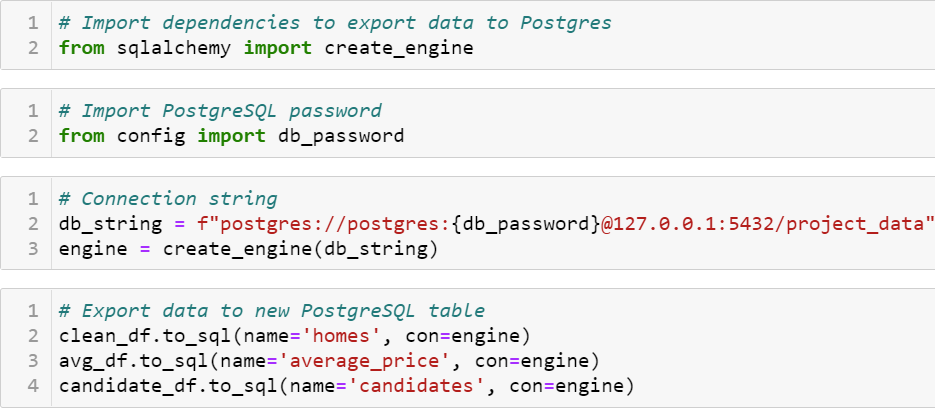 1 # Import dependencies to export data to Postgres
2 from sqlalchemy import create_engine
1 # Import PostgreSQL password
2 from config import db_password
1 # Connection string
2 db_string = f"postgres://postgres:{db_password}@127.0.0.1:5432/project_data"
3 engine = create_engine(db_string)
1 # Export data to new PostgreSQL table
2 clean_df.to_sql(name='homes', con=engine)
3 avg_df.to_sql(name='average_price', con=engine)
4 candidate_df.to_sql(name='candidates', con=engine)